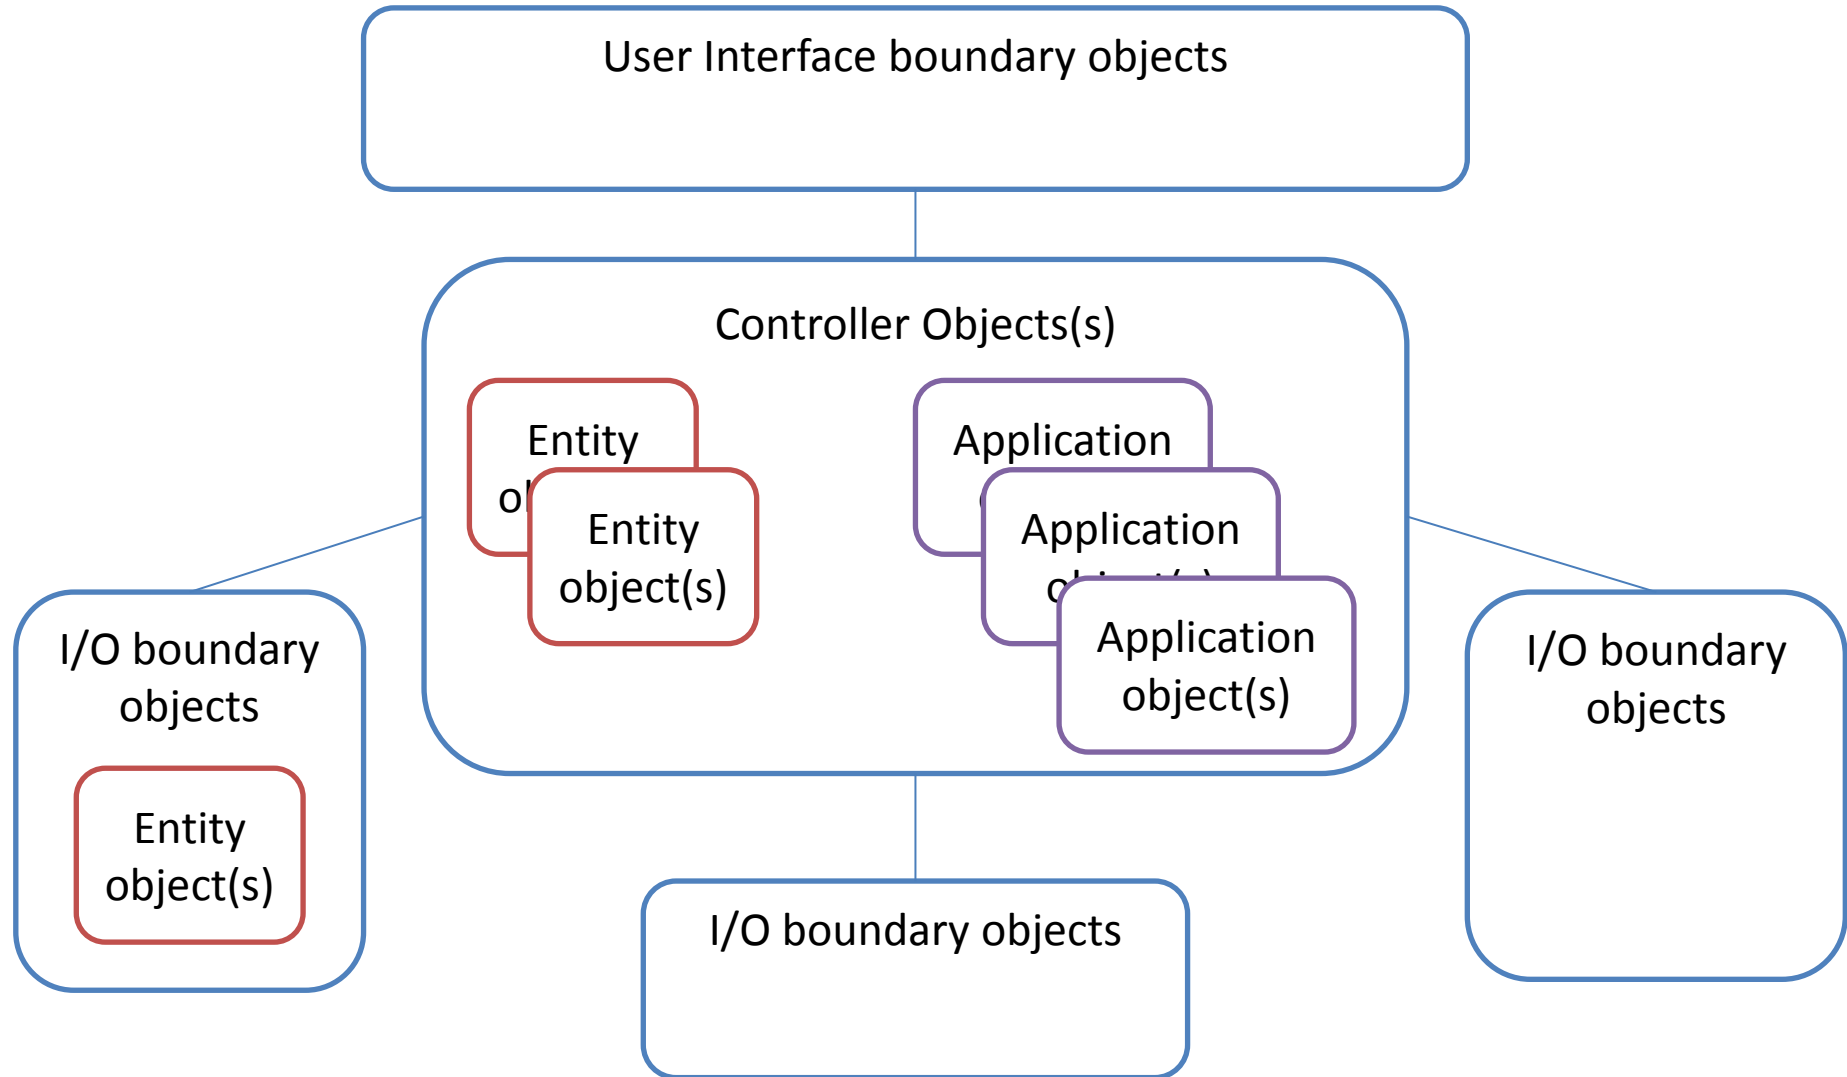 User Interface boundary objects
Controller Objects(s)
Entity
Entity
object(s)
Application
Application
Application
object(s)
I/O boundary
objects
Entity
object(s)
I/O boundary objects
I/O boundary
objects